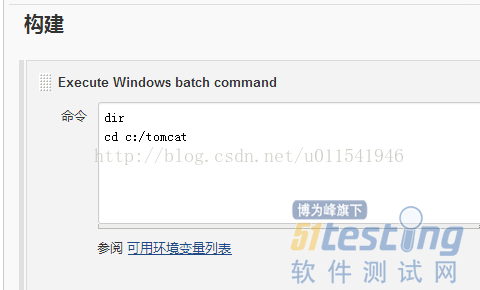 构建
Execute Windows batch command
命令
dir
cd c:/tomcat
http://blog.csdn.net/u011541946
博为峰旗下
51testing
参阅 可用环境变量列表
软件测试网